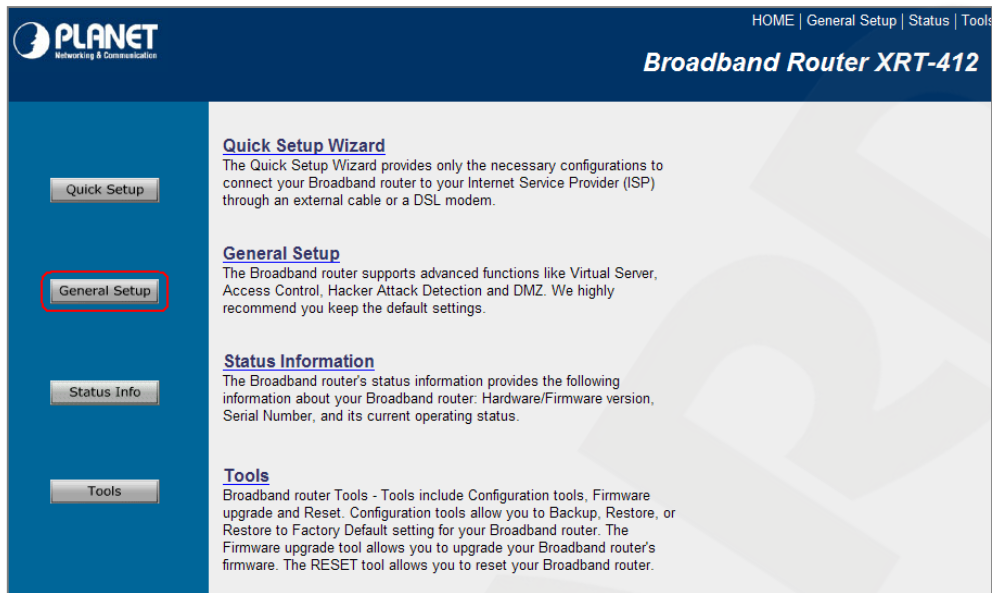 PLANET
Networking & Communication
HOME | General Setup | Status | Tools
Broadband Router XRT-412
Quick Setup
Quick Setup Wizard
The Quick Setup Wizard provides only the necessary configurations to
connect your Broadband router to your Internet Service Provider (ISP)
through an external cable or a DSL modem.
General Setup
General Setup
The Broadband router supports advanced functions like Virtual Server,
Access Control, Hacker Attack Detection and DMZ. We highly
recommend you keep the default settings.
Status Info
Status Information
The Broadband router's status information provides the following
information about your Broadband router: Hardware/Firmware version,
Serial Number, and its current operating status.
Tools
Tools
Broadband router Tools - Tools include Configuration tools, Firmware
upgrade and Reset. Configuration tools allow you to Backup, Restore, or
Restore to Factory Default setting for your Broadband router. The
Firmware upgrade tool allows you to upgrade your Broadband router's
firmware. The RESET tool allows you to reset your Broadband router.